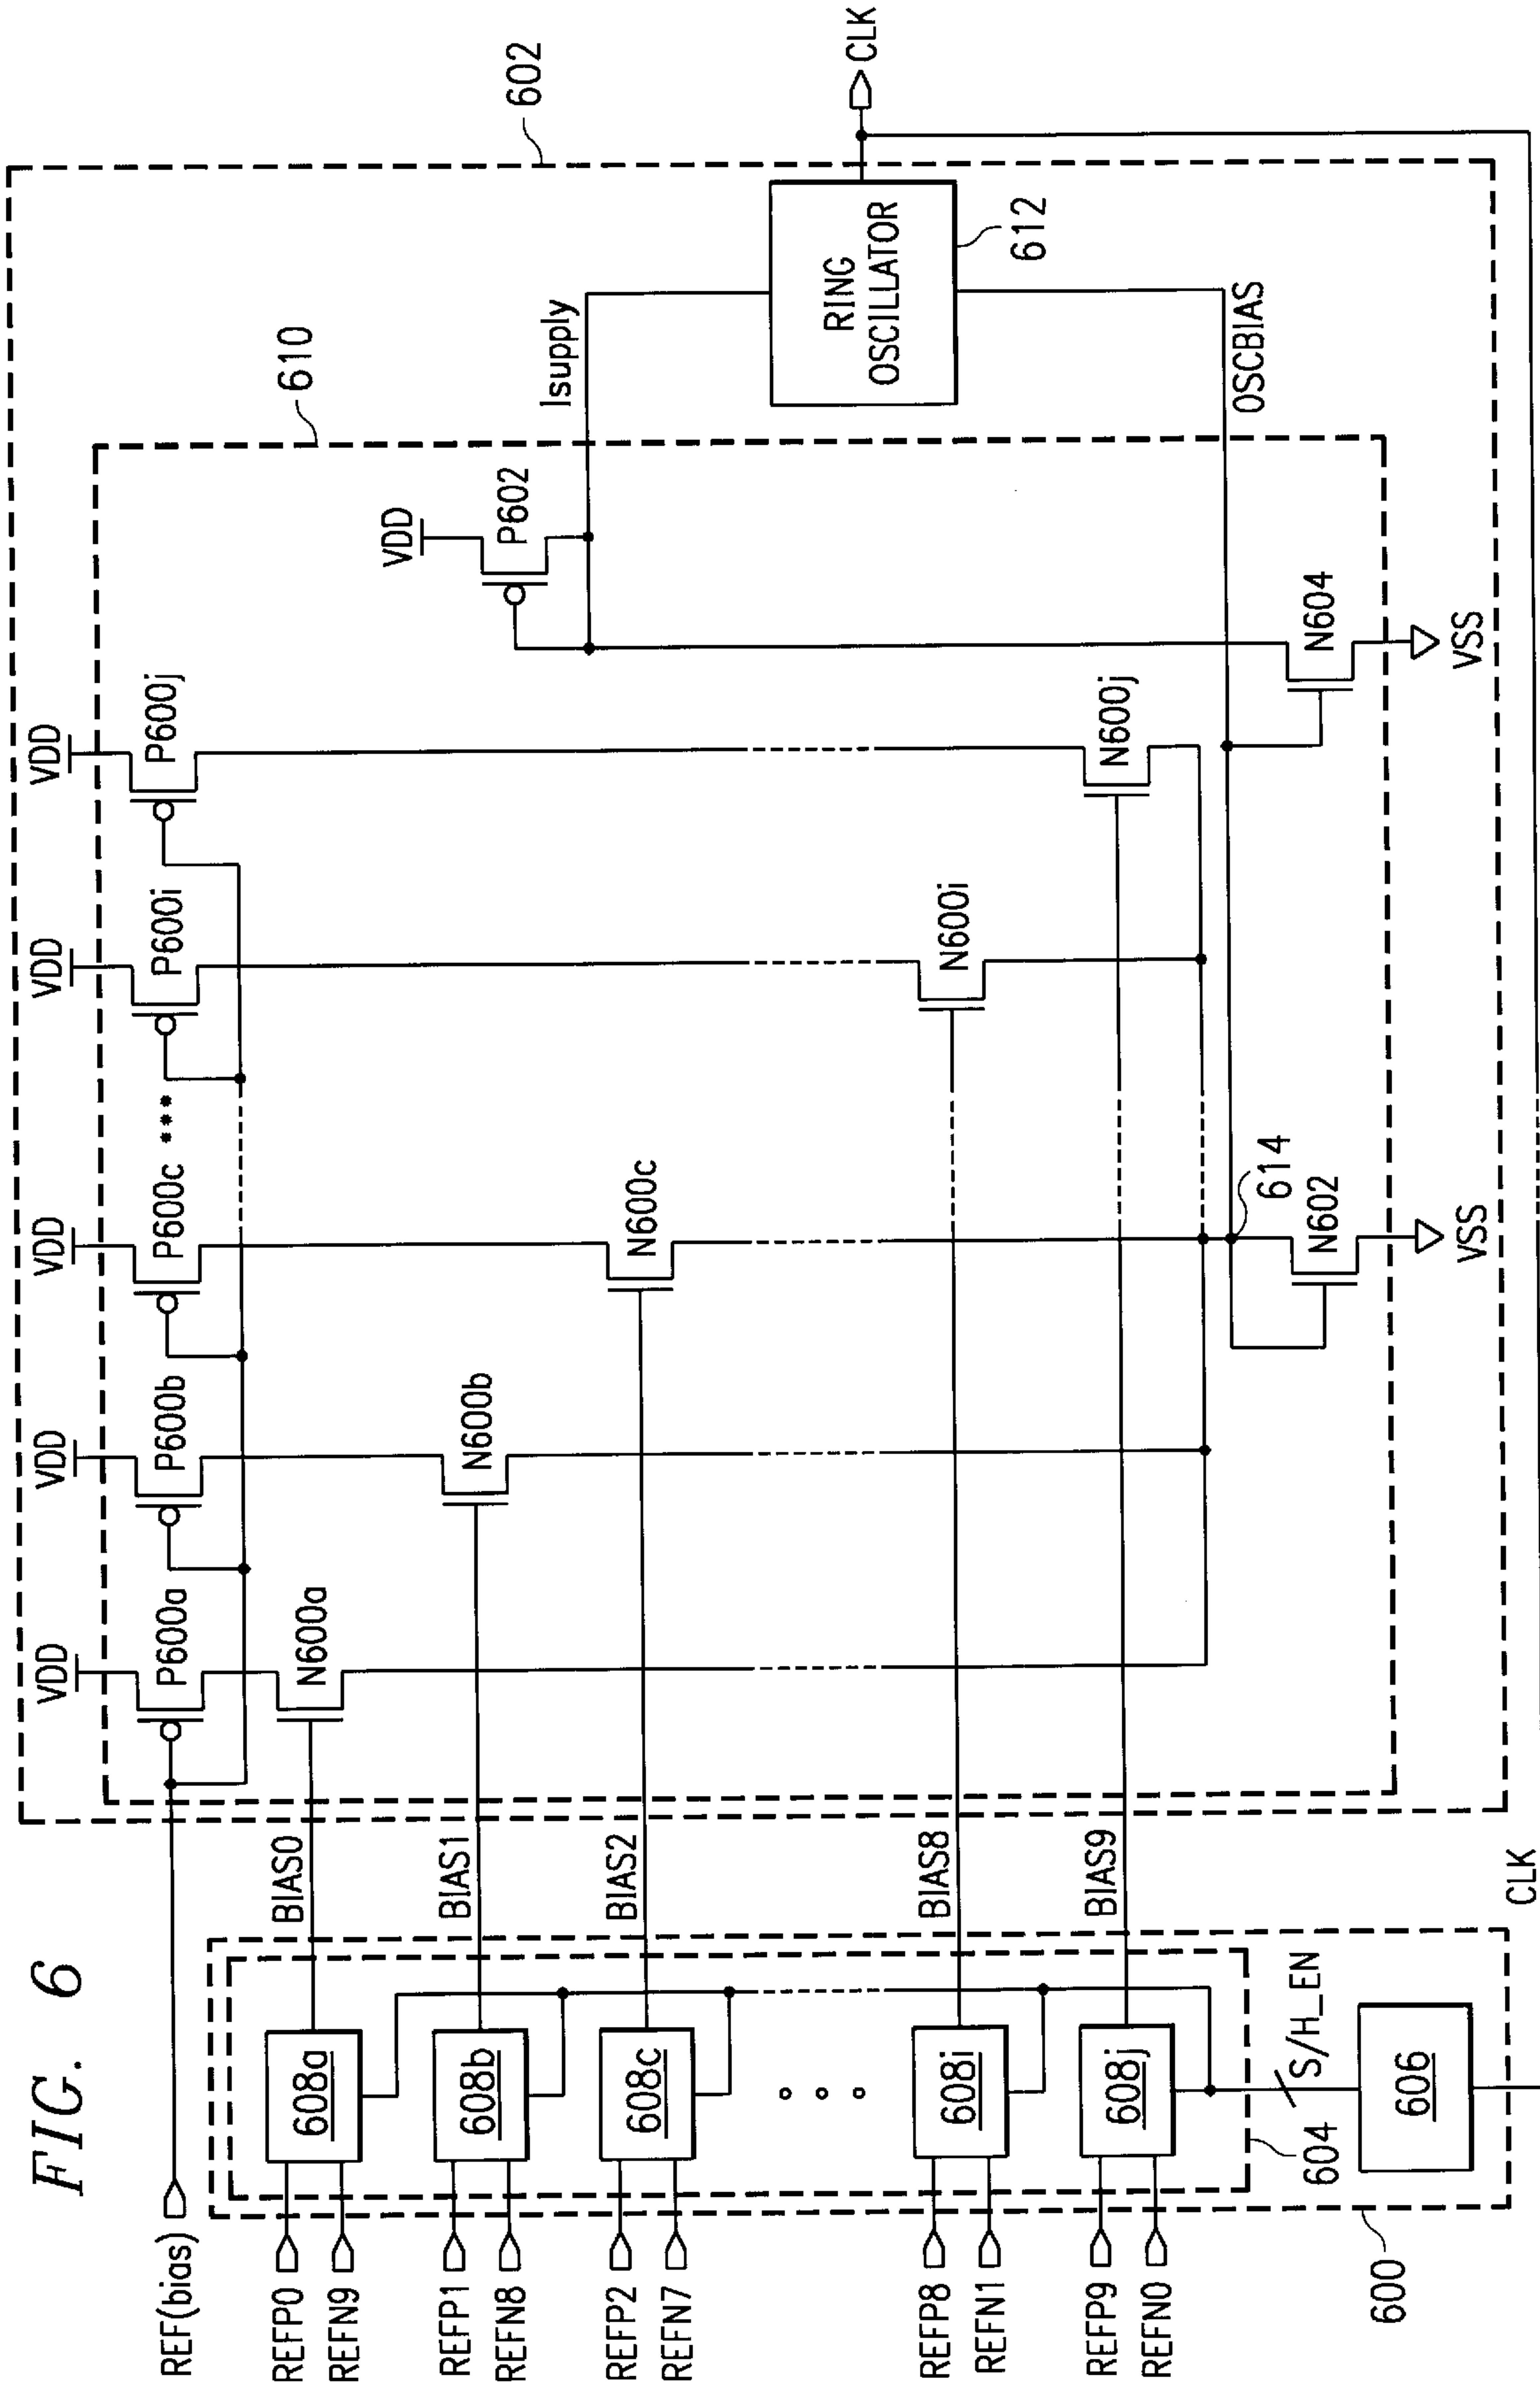 FIG. 6
REF(bias)
REFP0
REFN9
REFP1
REFN8
REFP2
REFN7
REFP8
REFN1
REFP9
REFN0
600
604
606
S/H_EN
CLK
608a
608b
608c
608i
608j
BIAS0
BIAS1
BIAS2
BIAS8
BIAS9
VDD
VDD
VDD
VDD
VDD
P600a
P600b
P600c
***
P600i
P600j
N600a
N600b
N600c
N600i
N600j
614
N602
VSS
VDD
P602
N604
VSS
610
Isupply
OSCBIAS
RING
OSCILLATOR
612
602
CLK